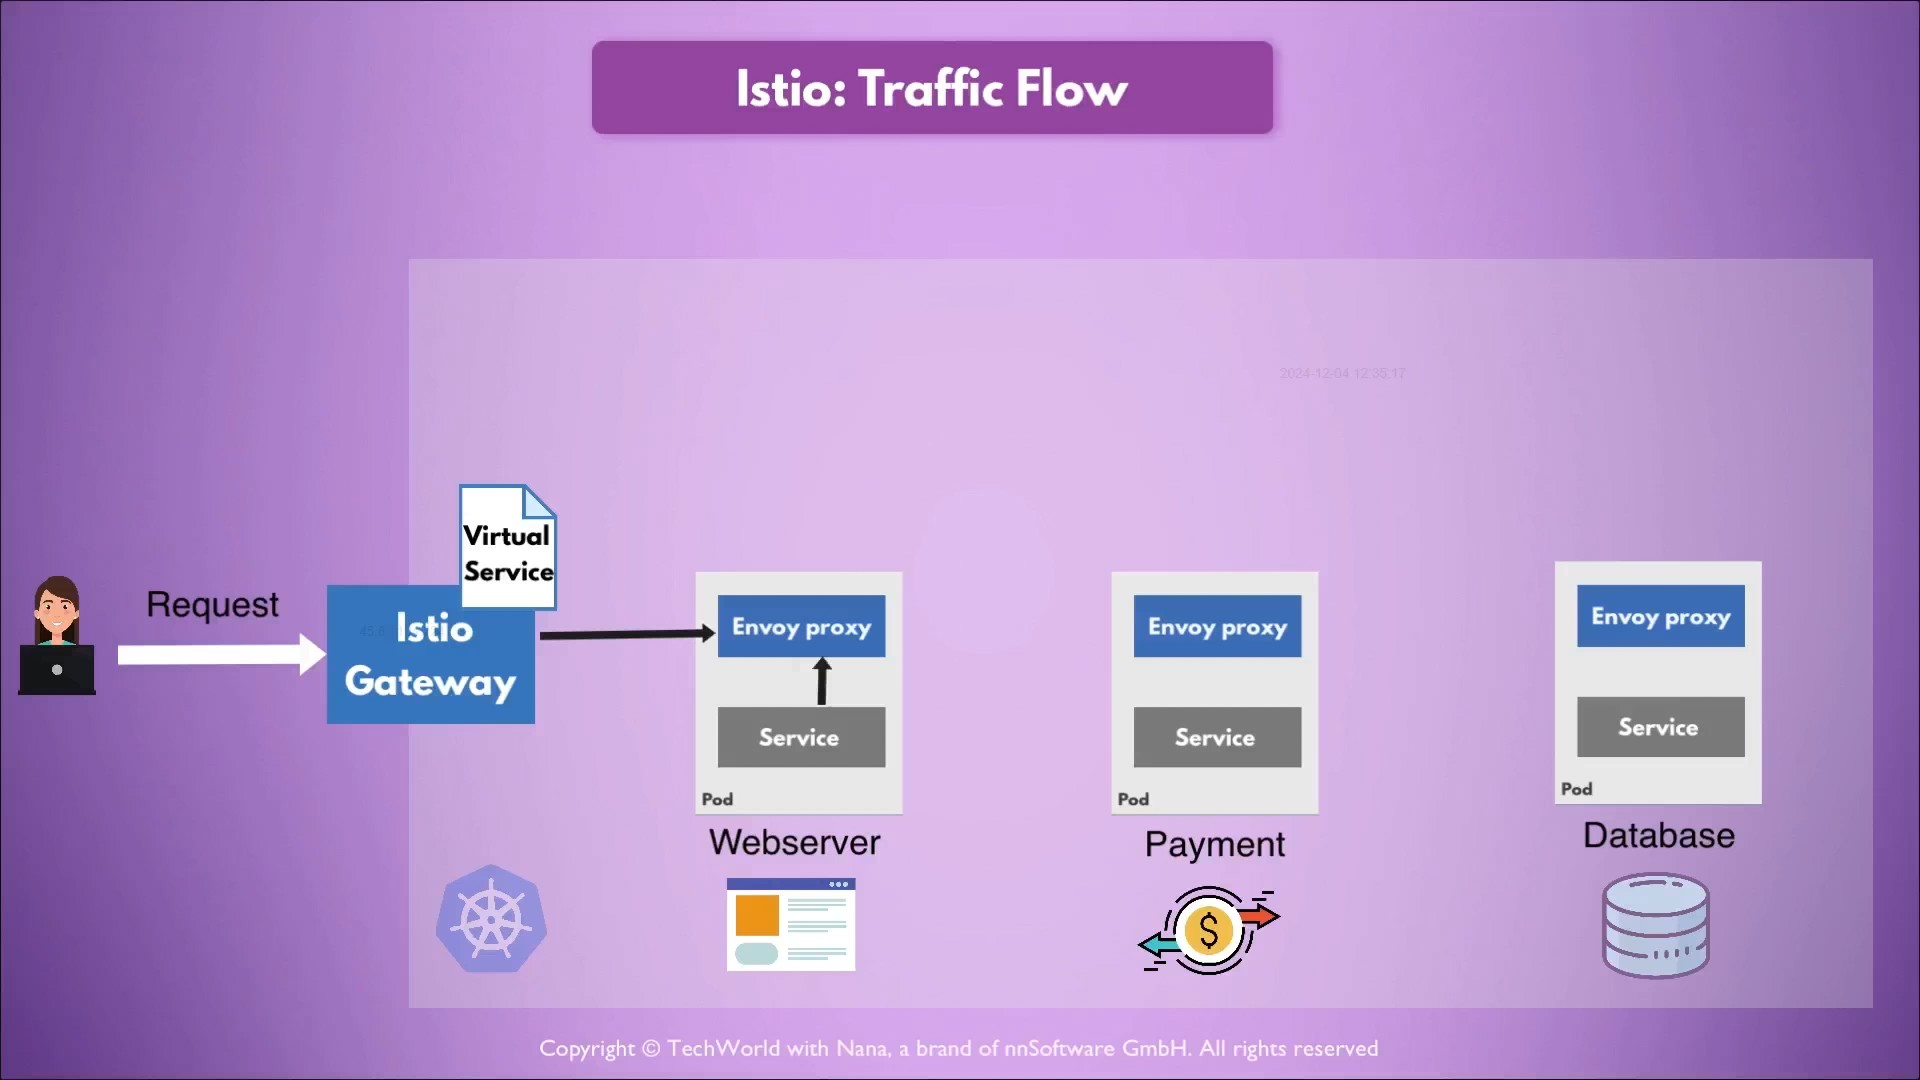 Istio: Traffic Flow
2024-12-04 12:35:17
Virtual
Service
Request
Istio
Gateway
Envoy proxy
Service
Pod
Webserver
Envoy proxy
Service
Pod
Payment
$
Envoy proxy
Service
Pod
Database
Copyright © TechWorld with Nana, a brand of nnSoftware GmbH. All rights reserved